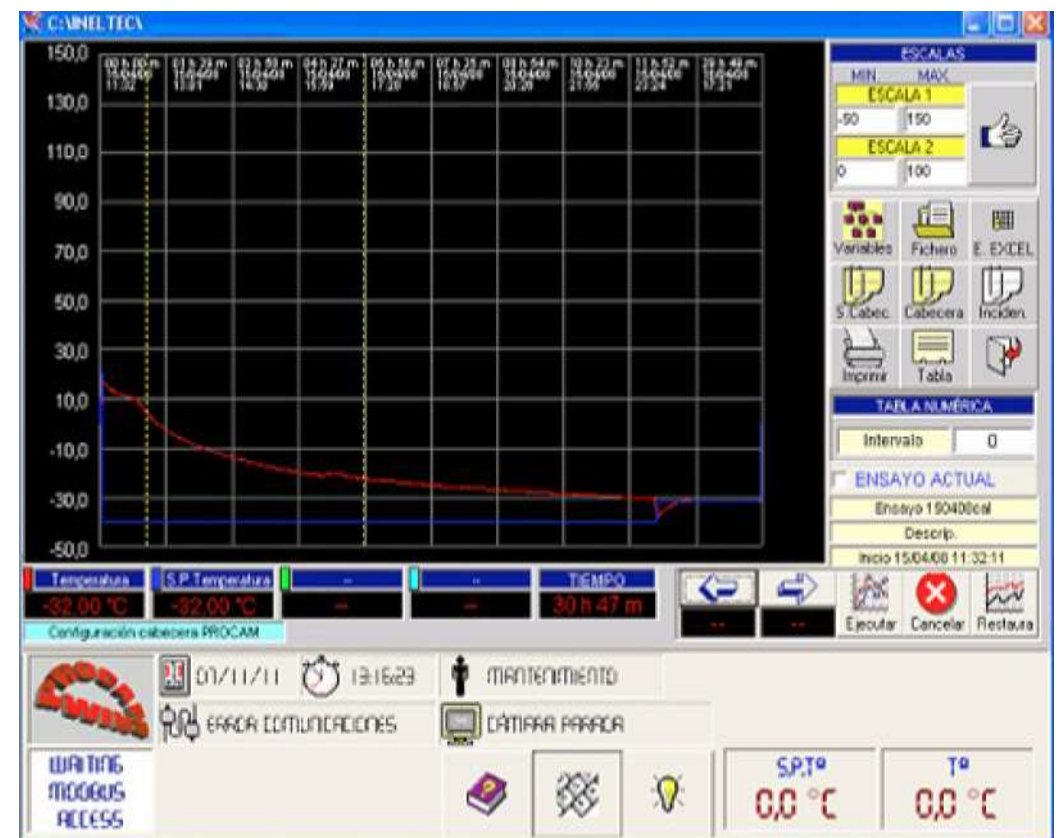 C:\INELTEC\
150,0
130,0
110,0
90,0
70,0
50,0
30,0
10,0
-10,0
-30,0
-50,0
ESCALAS
MIN. MAX.
ESCALA 1
-50 150
ESCALA 2
0 100
Variables Fichero E. EXCEL
S.Cabec. Cabecera Inciden.
Imprimir Tabla
TABLA NUMÉRICA
Intervalo 0
ENSAYO ACTUAL
Ensayo 150408cal
Descrip.
Inicio 15/04/08 11:32:11
Temperatura S.P.Temperatura -- -- TIEMPO
-32.00 °C -32.00 °C -- -- 30 h 47 m
-- --
Ejecutar Cancelar Restaura
Configuración cabecera PROCAM
PROCAM
WIN
07/11/11 13:16:23 MANTENIMIENTO
ERROR COMUNICACIONES CÁMARA PARADA
WAITING
MODBUS
ACCESS
S.P.Tª
0,0 °C
Tª
0,0 °C